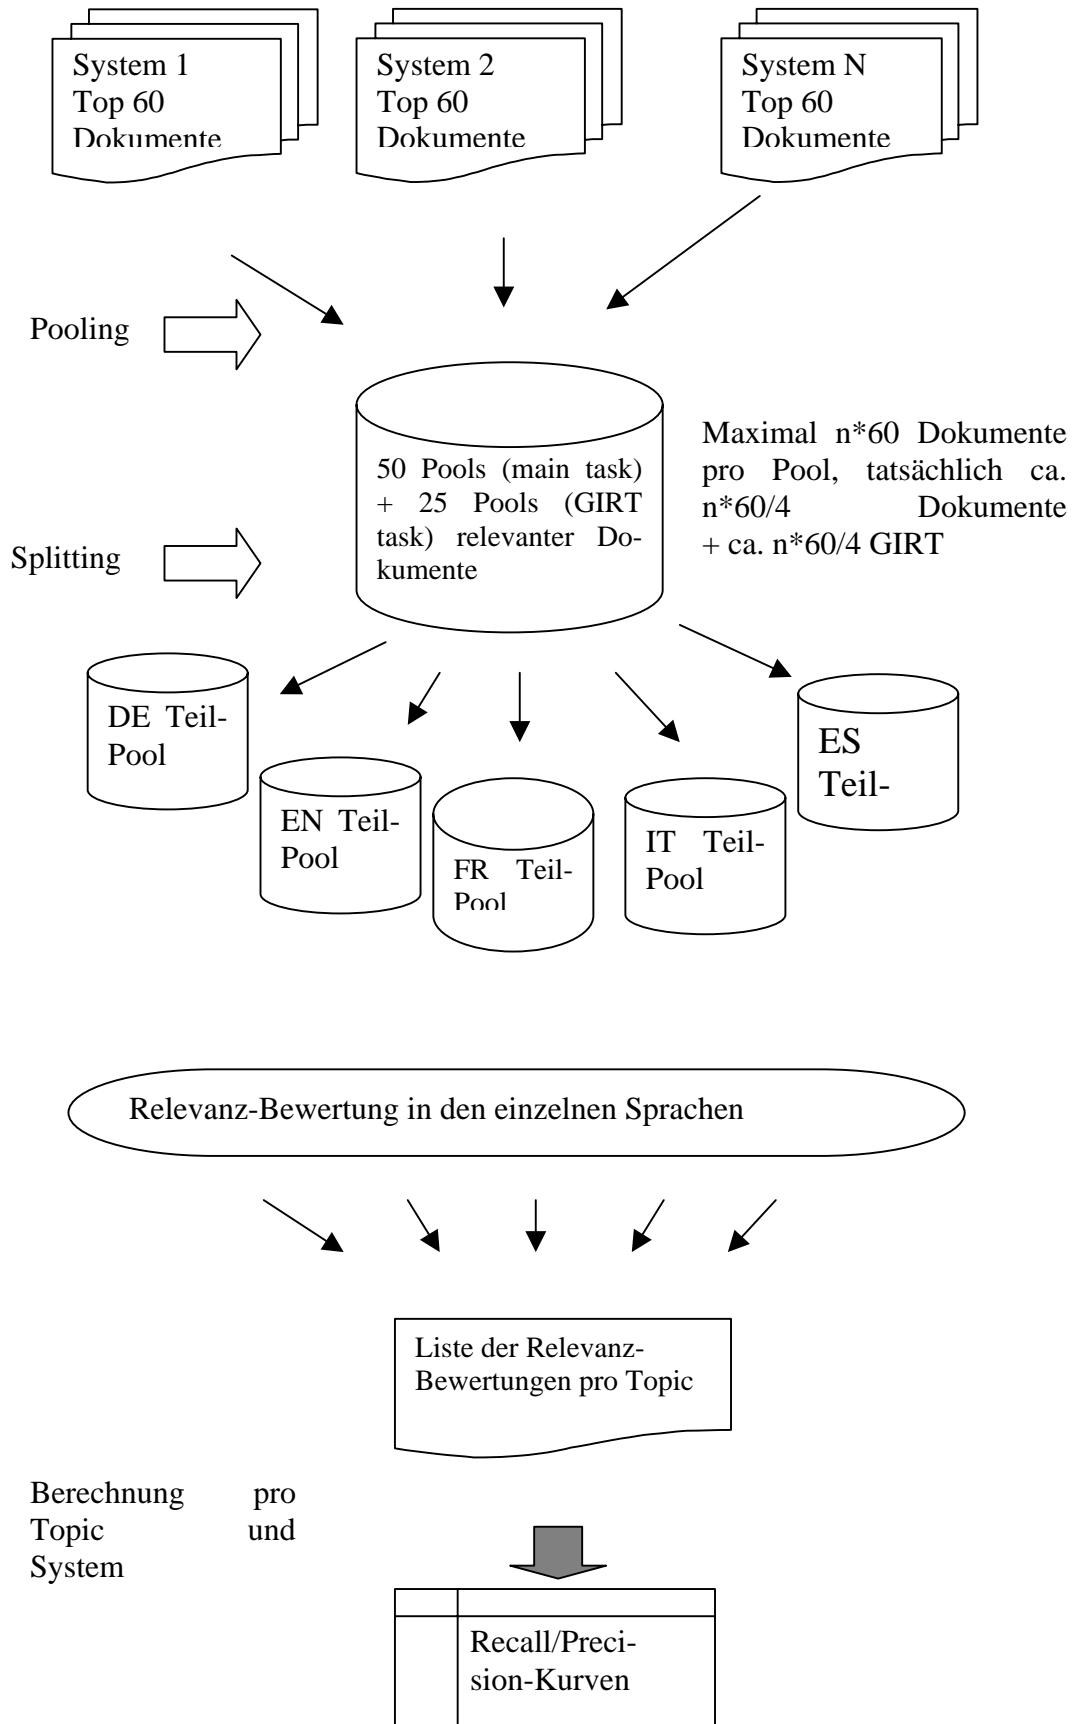 System 1
Top 60
Dokumente
System 2
Top 60
Dokumente
System N
Top 60
Dokumente
Pooling
50 Pools (main task)
+ 25 Pools (GIRT
task) relevanter Do-
kumente
Maximal n*60 Dokumente
pro Pool, tatsächlich ca.
n*60/4 Dokumente
+ ca. n*60/4 GIRT
Splitting
DE Teil-
Pool
EN Teil-
Pool
FR Teil-
Pool
IT Teil-
Pool
ES
Teil-
Relevanz-Bewertung in den einzelnen Sprachen
Liste der Relevanz-
Bewertungen pro Topic
Berechnung pro
Topic und
System
Recall/Preci-
sion-Kurven